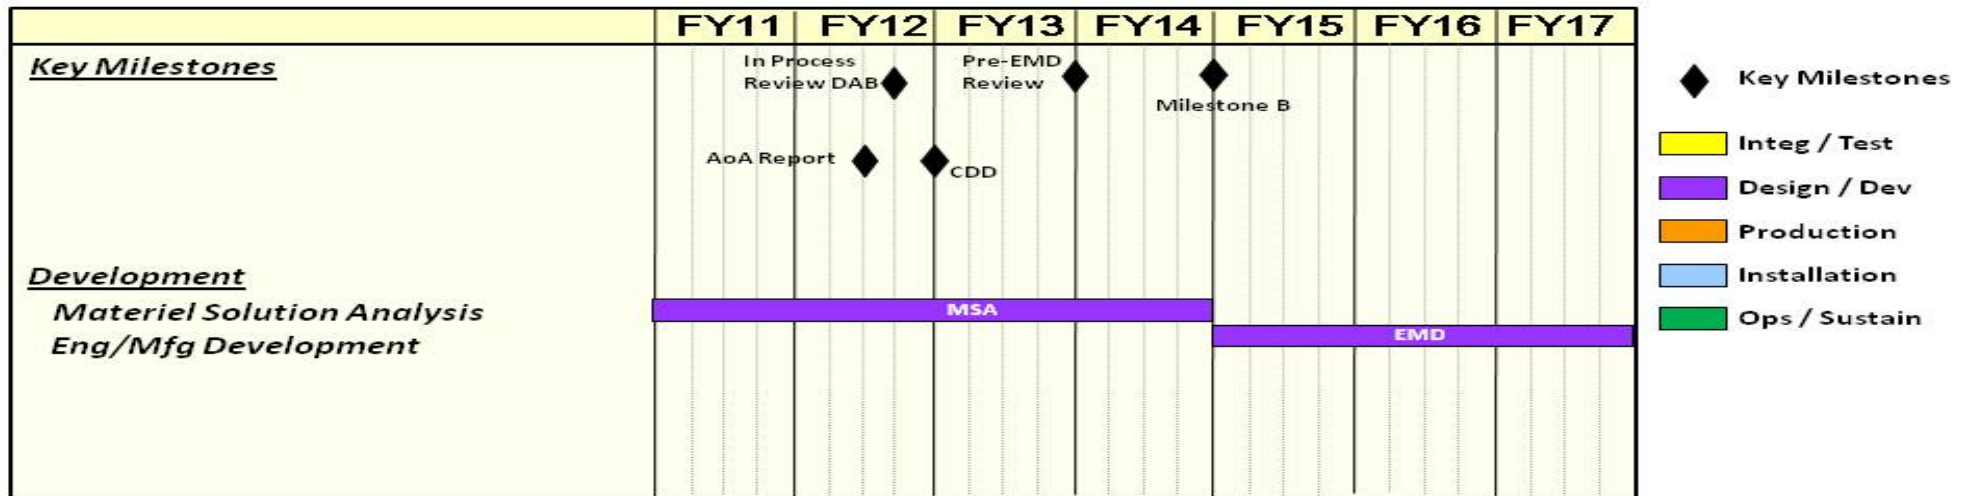 FY11 FY12 FY13 FY14 FY15 FY16 FY17
Key Milestones
In Process
Review DAB
Pre-EMD
Review
Milestone B
AoA Report
CDD
Development
Materiel Solution Analysis
MSA
Eng/Mfg Development
EMD
Key Milestones
Integ / Test
Design / Dev
Production
Installation
Ops / Sustain